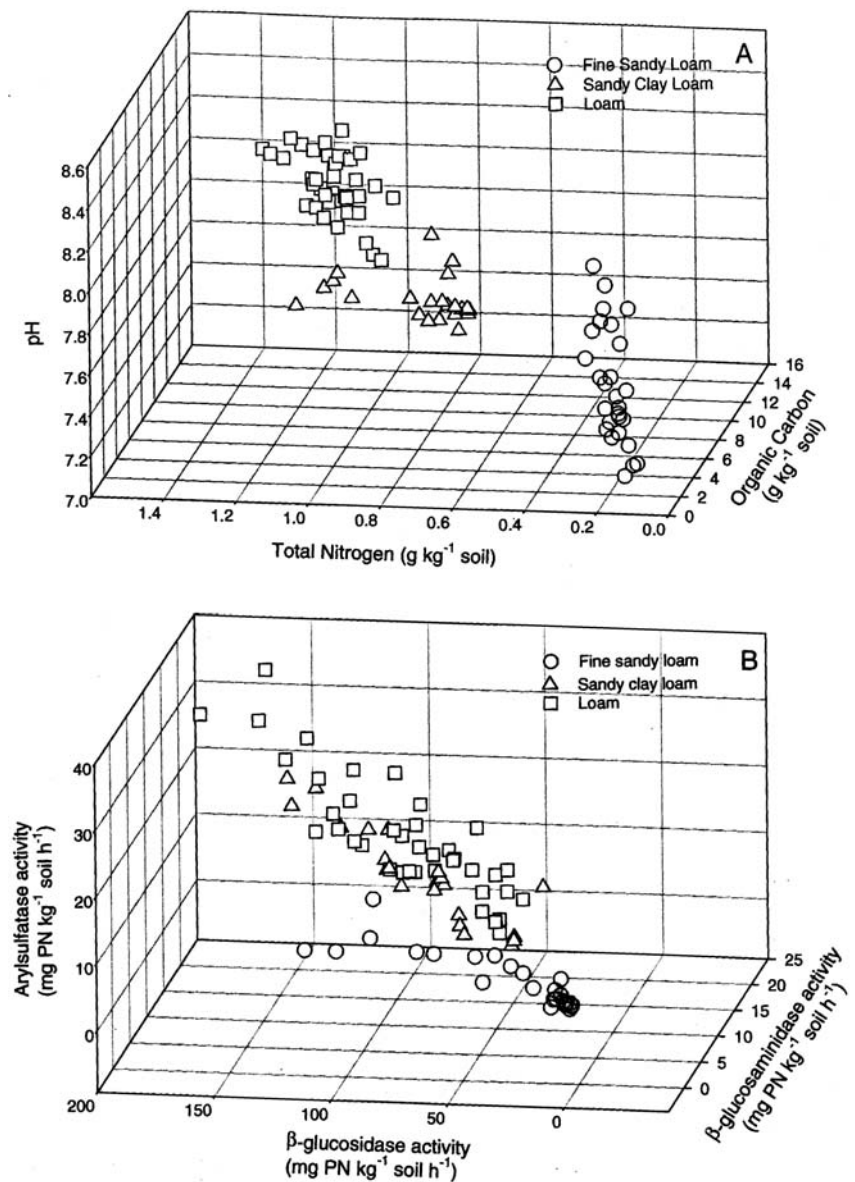 A
Fine Sandy Loam
Sandy Clay Loam
Loam
8.6
8.4
8.2
8.0
7.8
7.6
7.4
7.2
7.0
pH
1.4
1.2
1.0
0.8
0.6
0.4
0.2
0.0
Total Nitrogen (g kg⁻¹ soil)
16
14
12
10
8
6
4
2
0
Organic Carbon
(g kg⁻¹ soil)
B
Fine sandy loam
Sandy clay loam
Loam
40
30
20
10
0
Arylsulfatase activity
(mg PN kg⁻¹ soil h⁻¹)
200
150
100
50
0
β-glucosidase activity
(mg PN kg⁻¹ soil h⁻¹)
25
20
15
10
5
0
β-glucosaminidase activity
(mg PN kg⁻¹ soil h⁻¹)